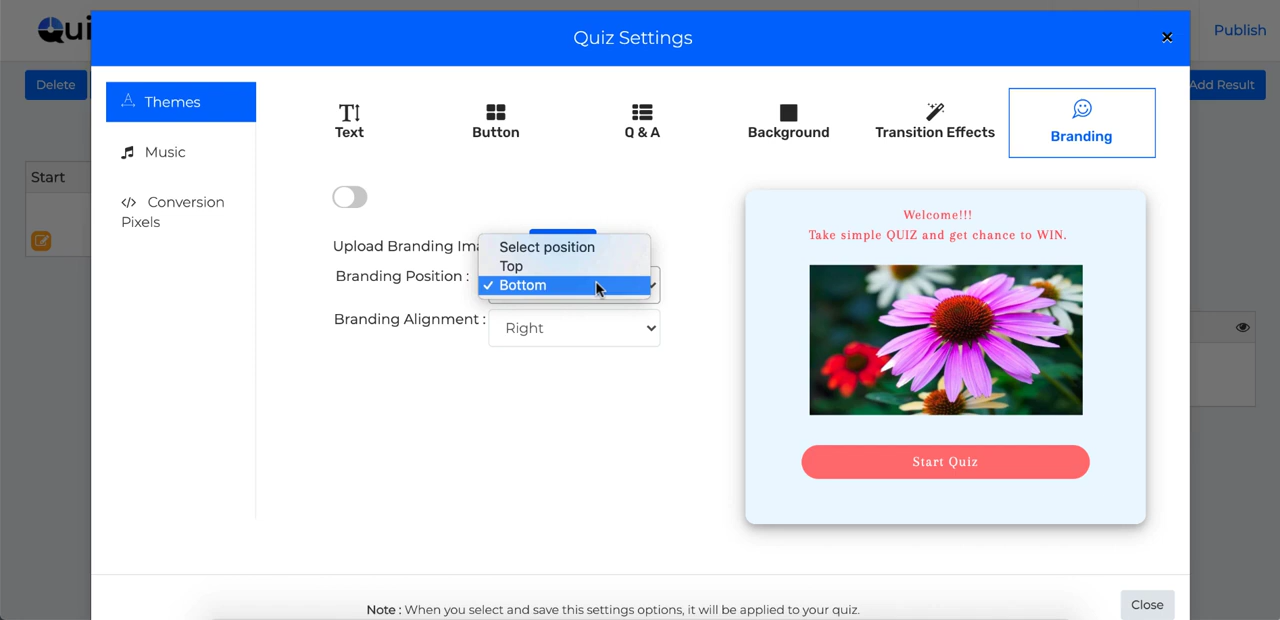 Qui
Quiz Settings
×
Publish
Delete
Add Result
Themes
Music
Conversion
Pixels
Text
Button
Q & A
Background
Transition Effects
Branding
Start
Upload Branding Ima
Branding Position :
Select position
Top
Bottom
Branding Alignment :
Right
Welcome!!!
Take simple QUIZ and get chance to WIN.
Start Quiz
Note : When you select and save this settings options, it will be applied to your quiz.
Close